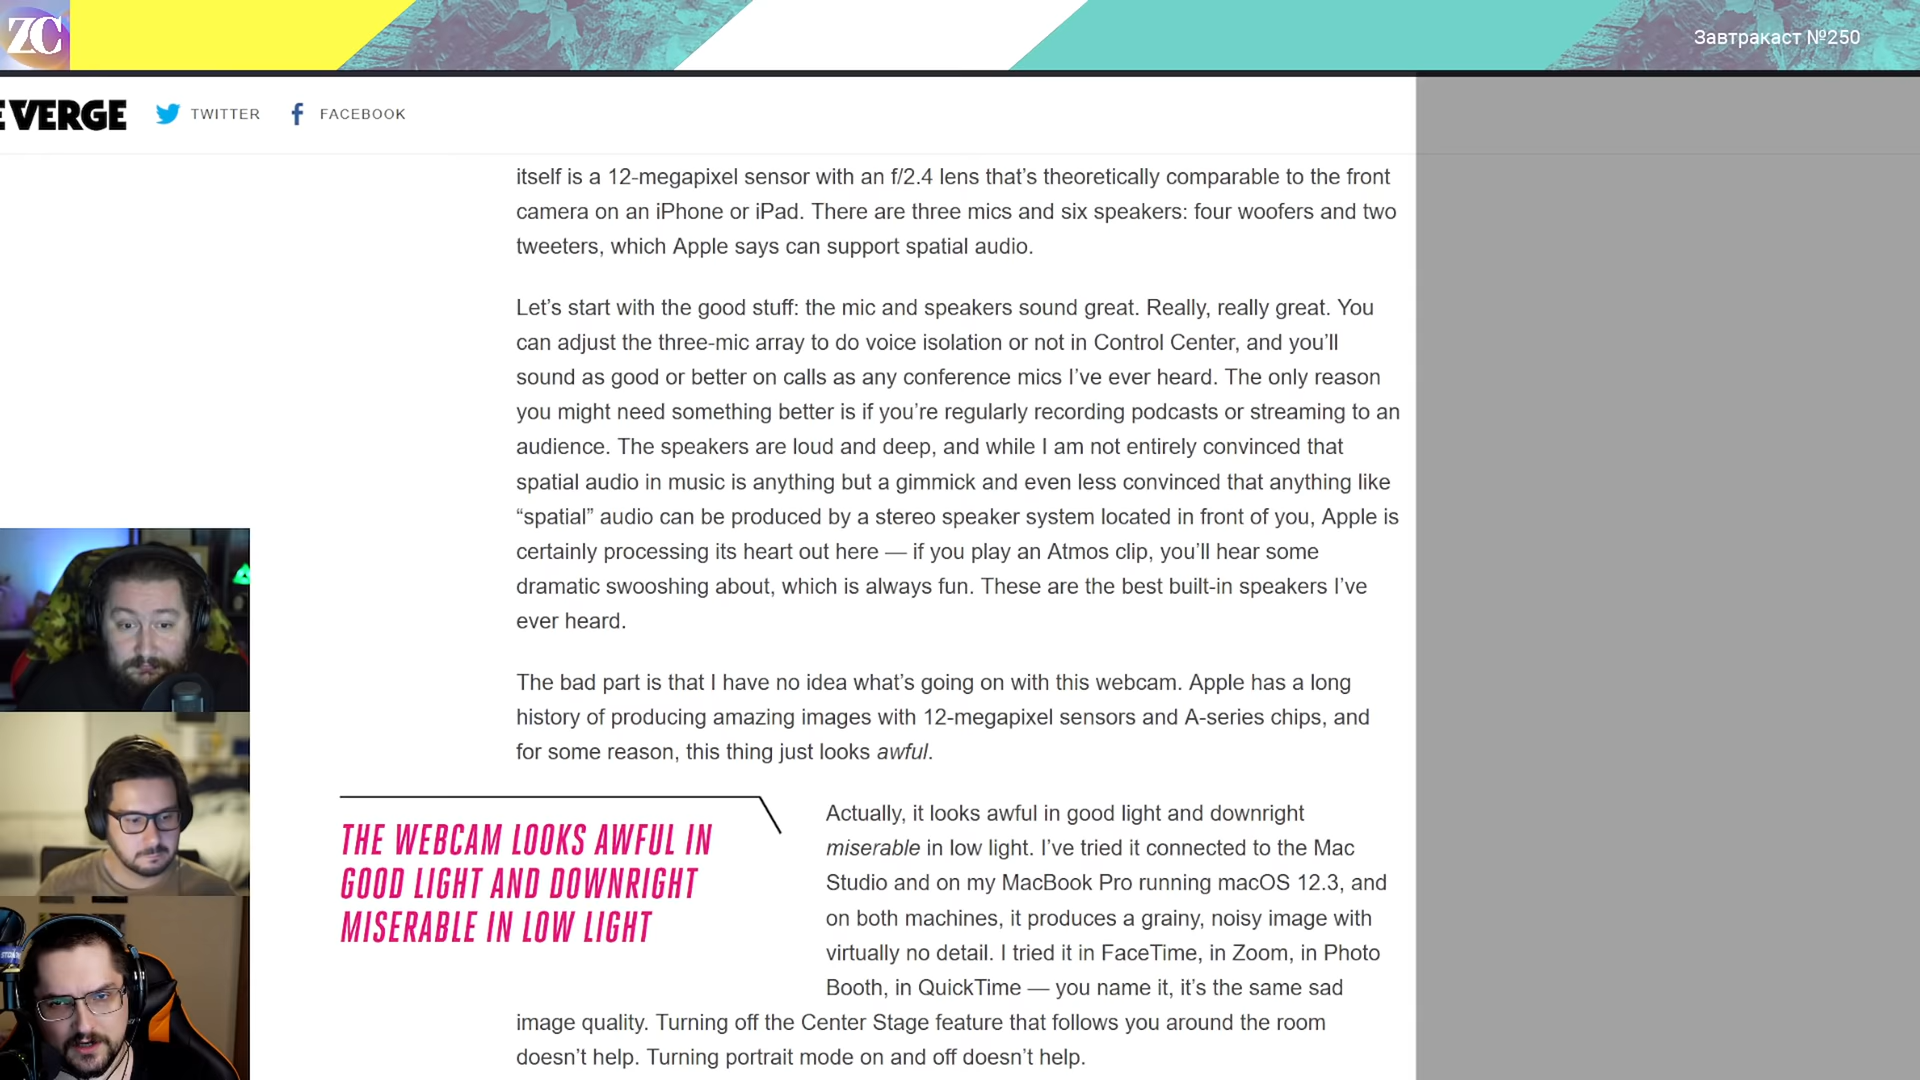 ZC
Завтракаст №250
E VERGE
TWITTER
FACEBOOK
itself is a 12-megapixel sensor with an f/2.4 lens that’s theoretically comparable to the front
camera on an iPhone or iPad. There are three mics and six speakers: four woofers and two
tweeters, which Apple says can support spatial audio.
Let’s start with the good stuff: the mic and speakers sound great. Really, really great. You
can adjust the three-mic array to do voice isolation or not in Control Center, and you’ll
sound as good or better on calls as any conference mics I’ve ever heard. The only reason
you might need something better is if you’re regularly recording podcasts or streaming to an
audience. The speakers are loud and deep, and while I am not entirely convinced that
spatial audio in music is anything but a gimmick and even less convinced that anything like
“spatial” audio can be produced by a stereo speaker system located in front of you, Apple is
certainly processing its heart out here — if you play an Atmos clip, you’ll hear some
dramatic swooshing about, which is always fun. These are the best built-in speakers I’ve
ever heard.
The bad part is that I have no idea what’s going on with this webcam. Apple has a long
history of producing amazing images with 12-megapixel sensors and A-series chips, and
for some reason, this thing just looks awful.
THE WEBCAM LOOKS AWFUL IN
GOOD LIGHT AND DOWNRIGHT
MISERABLE IN LOW LIGHT
Actually, it looks awful in good light and downright
miserable in low light. I’ve tried it connected to the Mac
Studio and on my MacBook Pro running macOS 12.3, and
on both machines, it produces a grainy, noisy image with
virtually no detail. I tried it in FaceTime, in Zoom, in Photo
Booth, in QuickTime — you name it, it’s the same sad
image quality. Turning off the Center Stage feature that follows you around the room
doesn’t help. Turning portrait mode on and off doesn’t help.